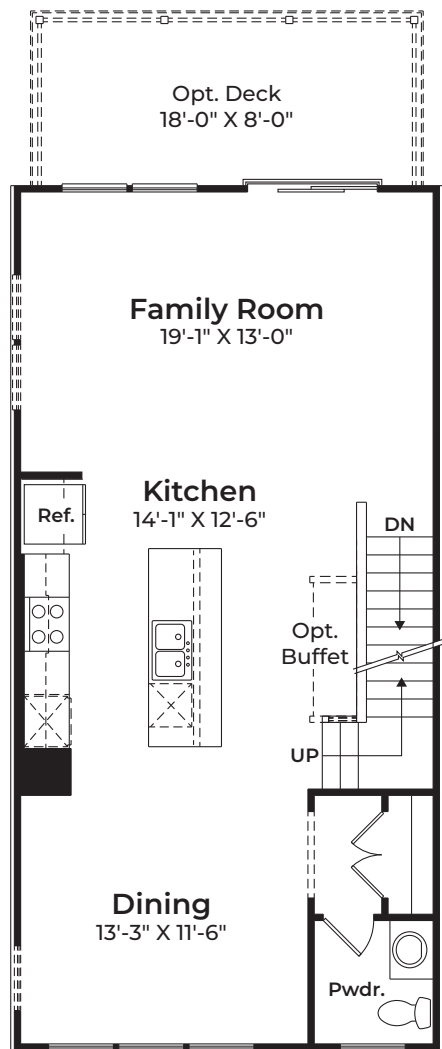 Opt. Deck
18'-0" X 8'-0"
Family Room
19'-1" X 13'-0"
Kitchen
14'-1" X 12'-6"
Ref.
DN
Opt.
Buffet
UP
Dining
13'-3" X 11'-6"
Pwdr.